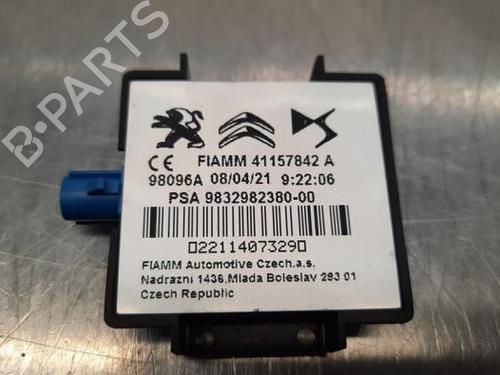 B-PARTS
CE FIAMM 41157842 A
98096A 08/04/21 9:22:06
PSA 9832982380-00
02211407329
FIAMM Automotive Czech,a.s.
Nadrazni 1436,Mlada Boleslav 293 01
Czech Republic